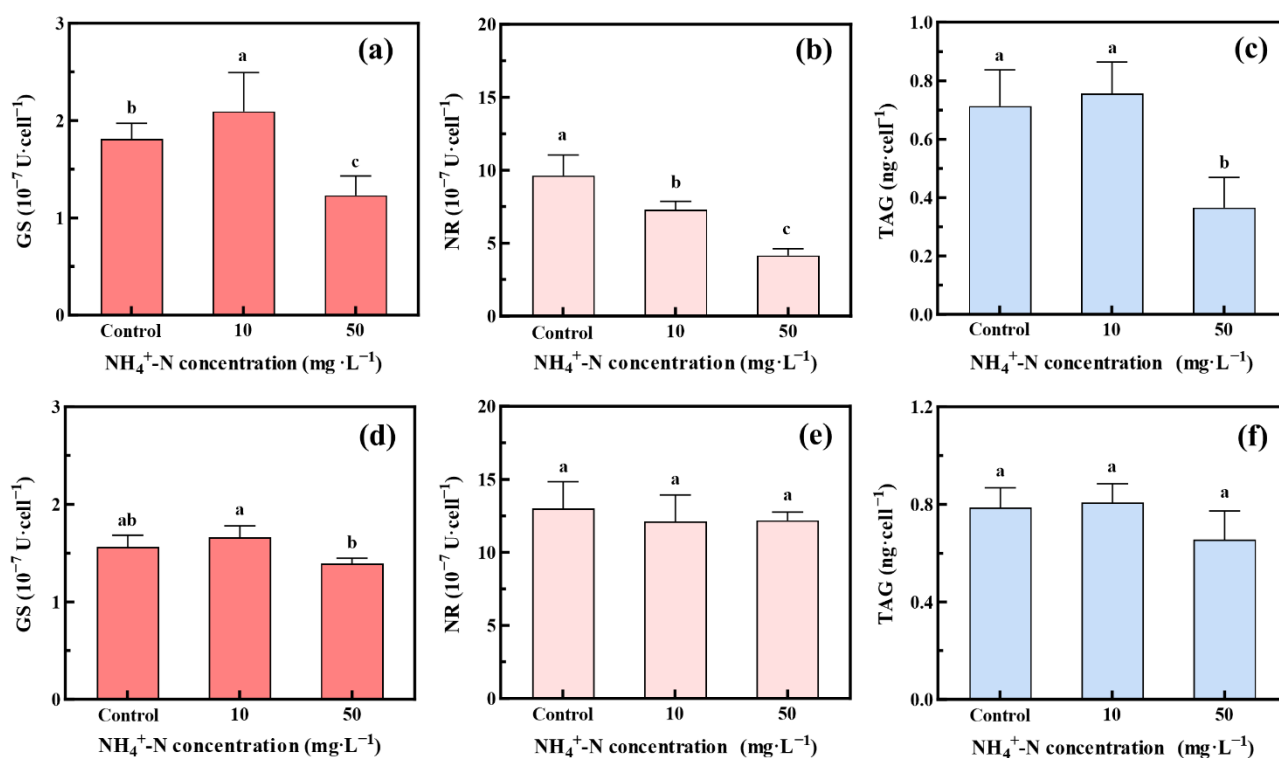 (a)
GS (10⁻⁷ U·cell⁻¹)
3
2
1
0
b
a
c
Control 10 50
NH₄⁺-N concentration (mg·L⁻¹)
(b)
NR (10⁻⁷ U·cell⁻¹)
20
15
10
5
0
a
b
c
Control 10 50
NH₄⁺-N concentration (mg·L⁻¹)
(c)
TAG (ng·cell⁻¹)
1.0
0.8
0.6
0.4
0.2
0.0
a
a
b
Control 10 50
NH₄⁺-N concentration (mg·L⁻¹)
(d)
GS (10⁻⁷ U·cell⁻¹)
3
2
1
0
ab
a
b
Control 10 50
NH₄⁺-N concentration (mg·L⁻¹)
(e)
NR (10⁻⁷ U·cell⁻¹)
20
15
10
5
0
a
a
a
Control 10 50
NH₄⁺-N concentration (mg·L⁻¹)
(f)
TAG (ng·cell⁻¹)
1.2
0.8
0.4
0.0
a
a
a
Control 10 50
NH₄⁺-N concentration (mg·L⁻¹)